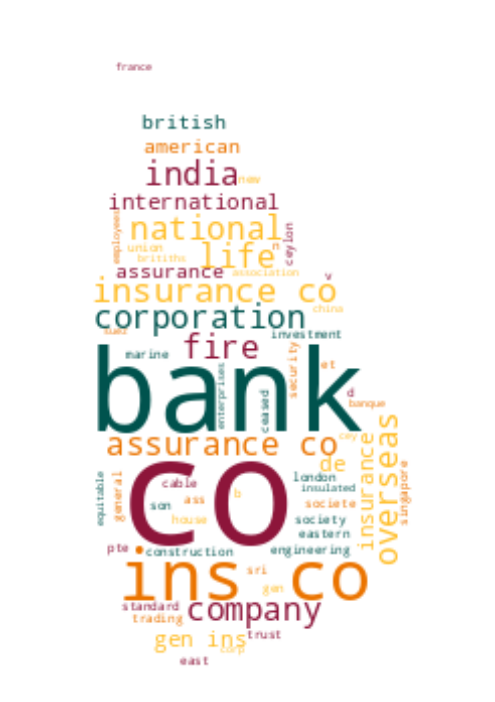 france
british
american
india
new
international
employees
national
union
life
n
ceylon
britiths
assurance
association
v
insurance co
china
corporation
suez
investment
fire
marine
security
et
bank
enterprises
ceased
d
banque
assurance co
cey
de
insurance
overseas
singapore
equitable
general
cable
co
london
insulated
ass
b
son
societe
house
society
eastern
pte
construction
engineering
ins co
sri
gen
standard
company
trading
gen ins
trust
corp
east